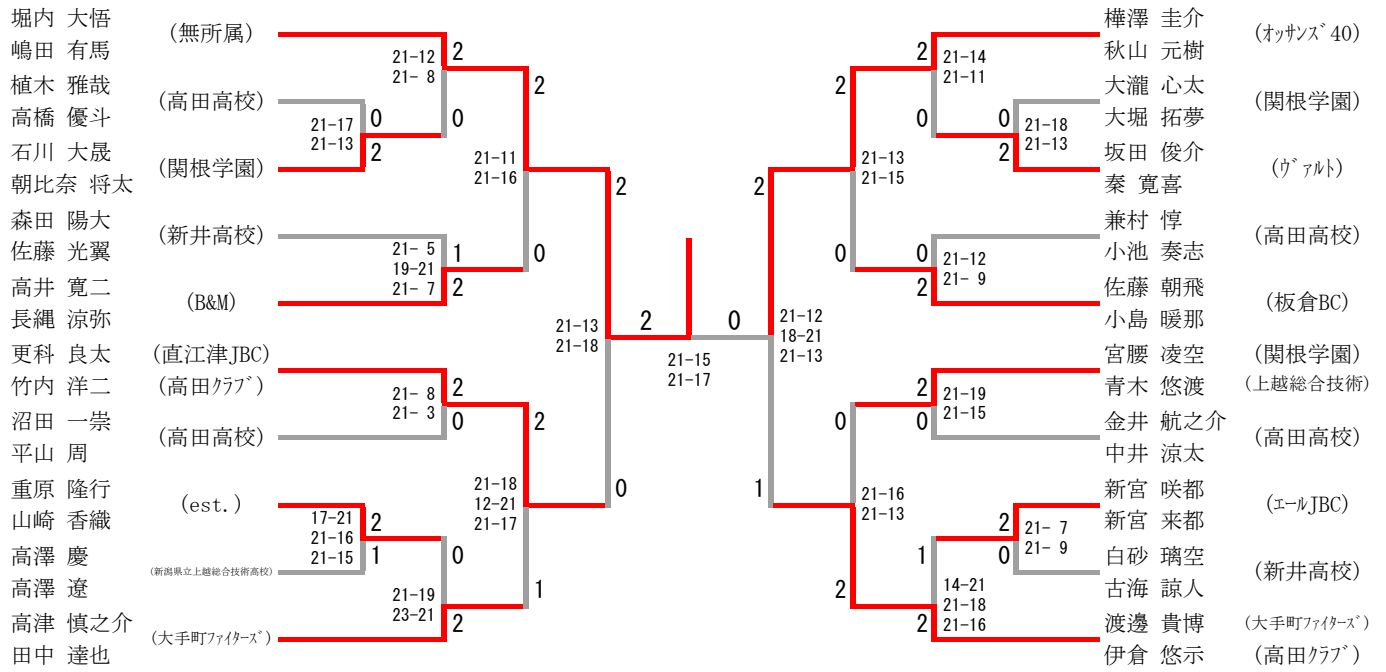 堀内 大悟
嶋田 有馬
(無所属)
植木 雅哉
高橋 優斗
(高田高校)
石川 大晟
朝比奈 将太
(関根学園)
森田 陽大
佐藤 光翼
(新井高校)
高井 寛二
長縄 涼弥
(B&M)
更科 良太 (直江津JBC)
竹内 洋二 (高田クラブ)
沼田 一崇
平山 周
(高田高校)
重原 隆行
山崎 香織
(est.)
高澤 慶
高澤 遼
(新潟県立上越総合技術高校)
高津 慎之介
田中 達也
(大手町ファイターズ)
21-12
21- 8
2
0
21-17
21-13
0
2
21-11
21-16
2
0
21- 5
19-21
21- 7
1
2
21-13
21-18
2
0
21- 8
21- 3
2
0
21-18
12-21
21-17
2
1
17-21
21-16
21-15
2
1
21-19
23-21
0
2
2
0
21-15
21-17
樺澤 圭介
秋山 元樹
(オッサンズ40)
大瀧 心太
大堀 拓夢
(関根学園)
坂田 俊介
秦 寛喜
(ヴァルト)
兼村 惇
小池 奏志
(高田高校)
佐藤 朝飛
小島 暖那
(板倉BC)
宮腰 凌空 (関根学園)
青木 悠渡 (上越総合技術)
金井 航之介
中井 涼太
(高田高校)
新宮 咲都
新宮 来都
(エールJBC)
白砂 璃空
古海 諒人
(新井高校)
渡邊 貴博 (大手町ファイターズ)
伊倉 悠示 (高田クラブ)
2
0
21-14
21-11
0
2
21-18
21-13
2
0
21-13
21-15
0
2
21-12
21- 9
2
1
21-12
18-21
21-13
2
0
21-19
21-15
0
2
21-16
21-13
2
0
21- 7
21- 9
1
2
14-21
21-18
21-16